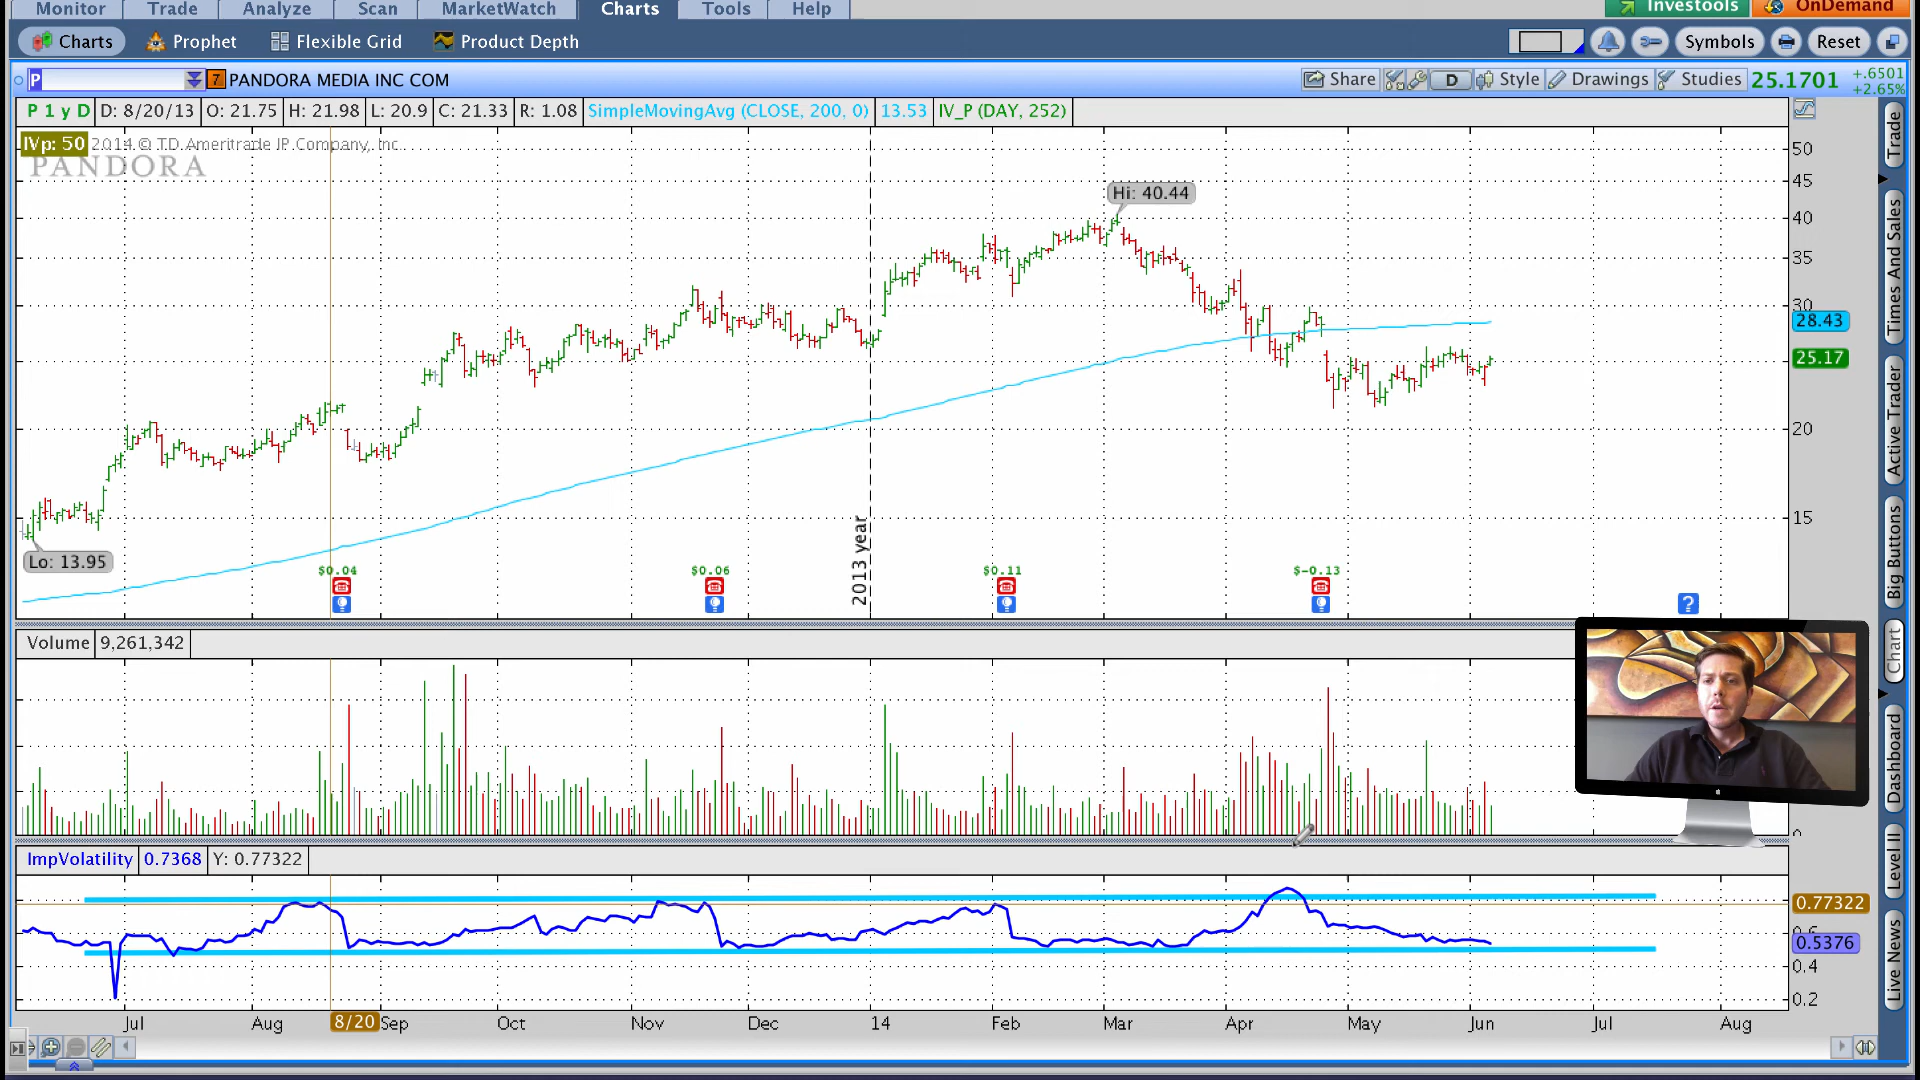 Monitor Trade Analyze Scan MarketWatch Charts Tools Help Investools OnDemand
Charts Prophet Flexible Grid Product Depth Symbols Reset
P 7 PANDORA MEDIA INC COM Share D Style Drawings Studies 25.1701 +.6501 +2.65%
P 1 y D D: 8/20/13 O: 21.75 H: 21.98 L: 20.9 C: 21.33 R: 1.08 SimpleMovingAvg (CLOSE, 200, 0) 13.53 IV_P (DAY, 252)
IVp: 50 2014 © TD Ameritrade IP Company, Inc.
PANDORA
50
45
Hi: 40.44
40
35
30
28.43
25.17
20
15
Lo: 13.95
2013 year
$0.04 $0.06 $0.11 $-0.13
?
Volume 9,261,342
0
ImpVolatility 0.7368 Y: 0.77322
0.77322
0.6
0.5376
0.4
0.2
Jul Aug 8/20 Sep Oct Nov Dec 14 Feb Mar Apr May Jun Jul Aug
Trade
Times And Sales
Active Trader
Big Buttons
Chart
Dashboard
Level II
Live News